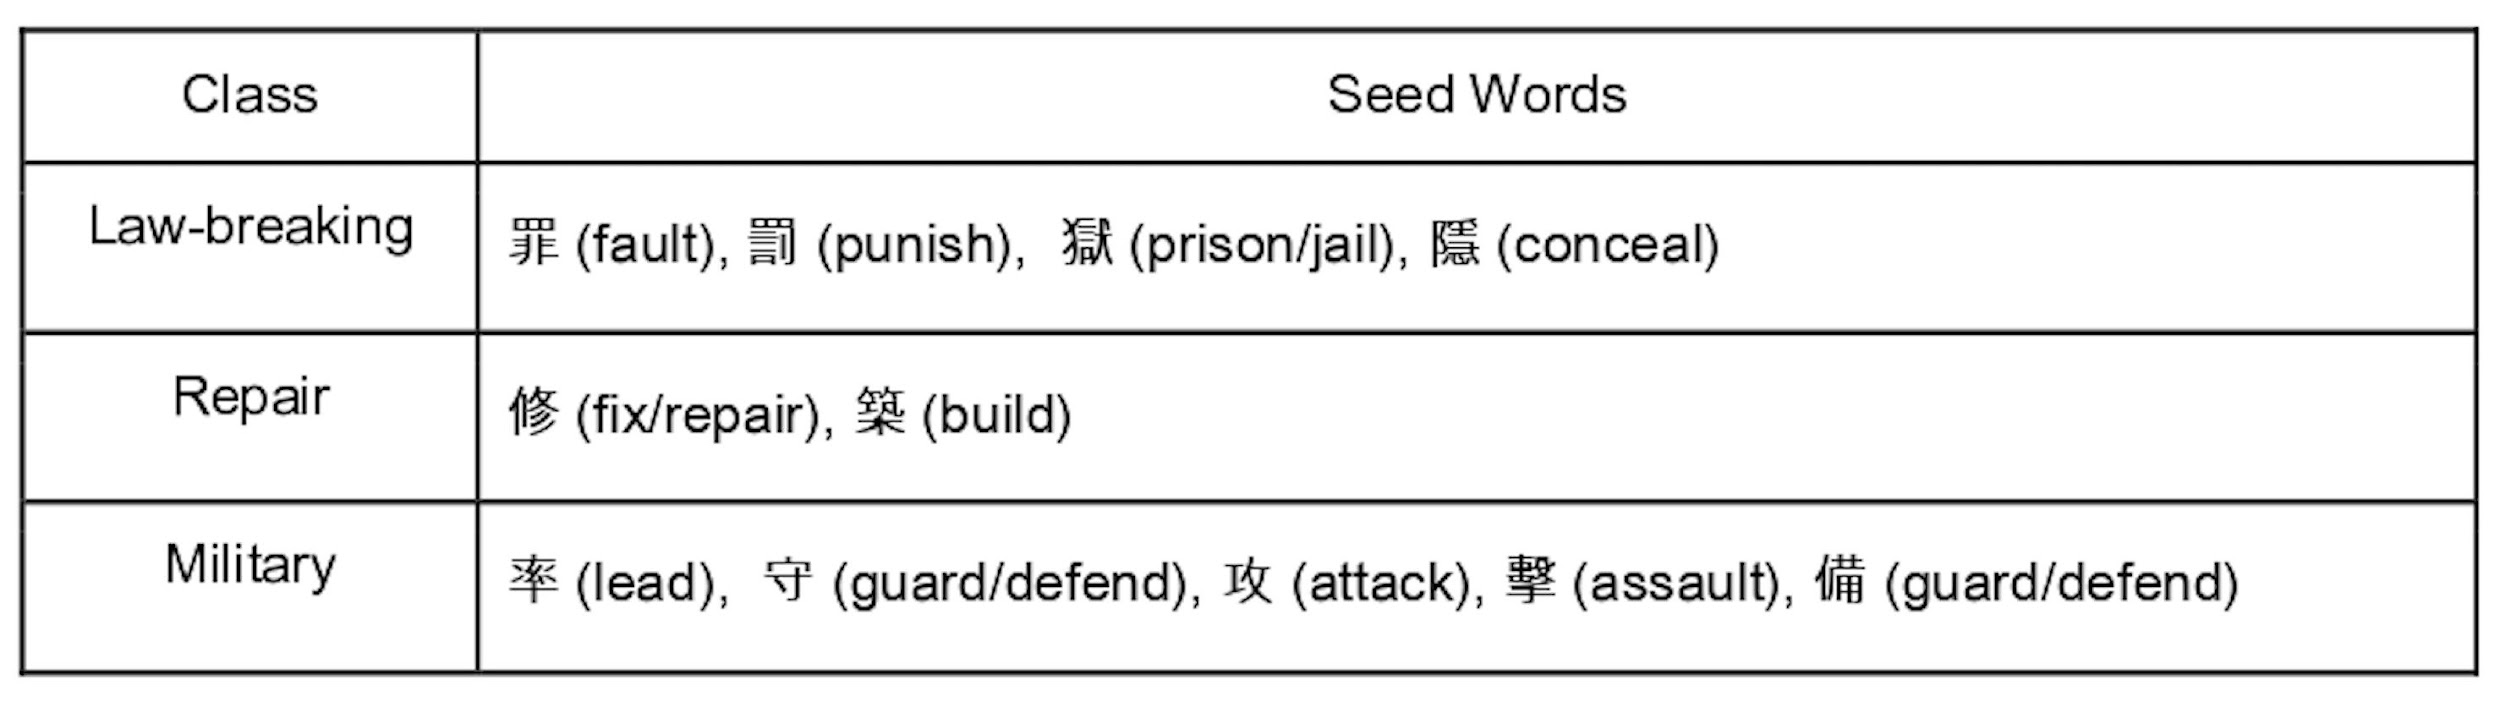 Class
Seed Words
Law-breaking
罪 (fault), 罰 (punish), 獄 (prison/jail), 隱 (conceal)
Repair
修 (fix/repair), 築 (build)
Military
率 (lead), 守 (guard/defend), 攻 (attack), 擊 (assault), 備 (guard/defend)